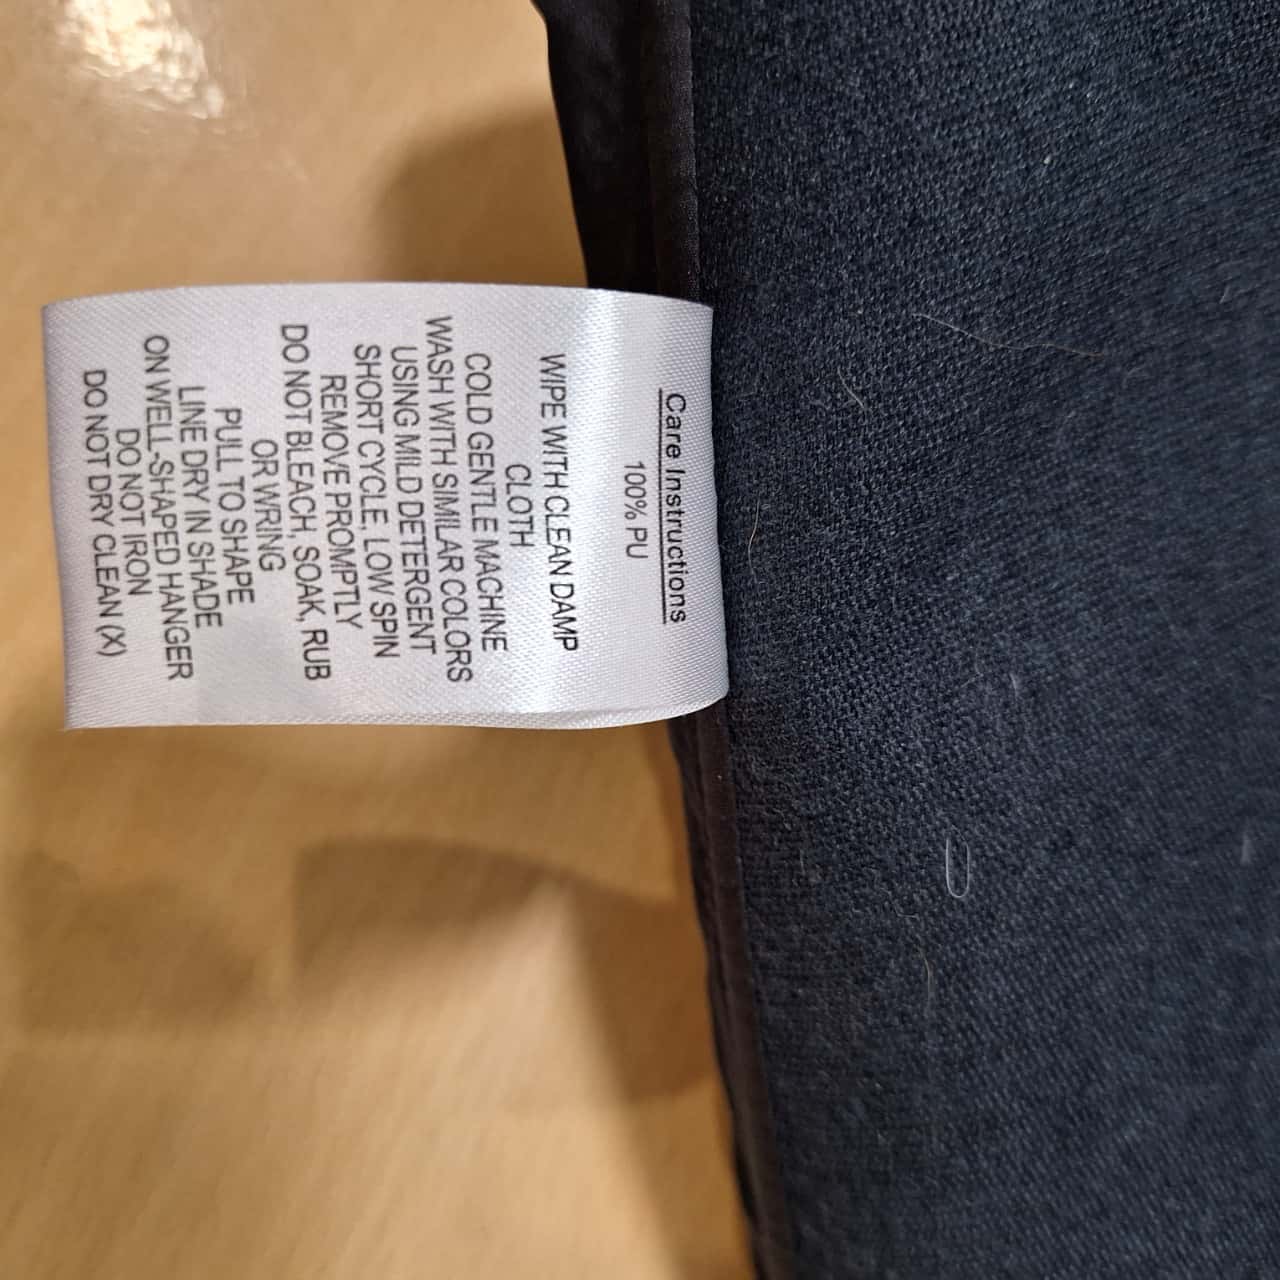 Care Instructions
100% PU
WIPE WITH CLEAN DAMP
CLOTH
COLD GENTLE MACHINE
WASH WITH SIMILAR COLORS
USING MILD DETERGENT
SHORT CYCLE, LOW SPIN
REMOVE PROMPTLY
DO NOT BLEACH, SOAK, RUB
OR WRING
PULL TO SHAPE
LINE DRY IN SHADE
ON WELL-SHAPED HANGER
DO NOT IRON
DO NOT DRY CLEAN (X)